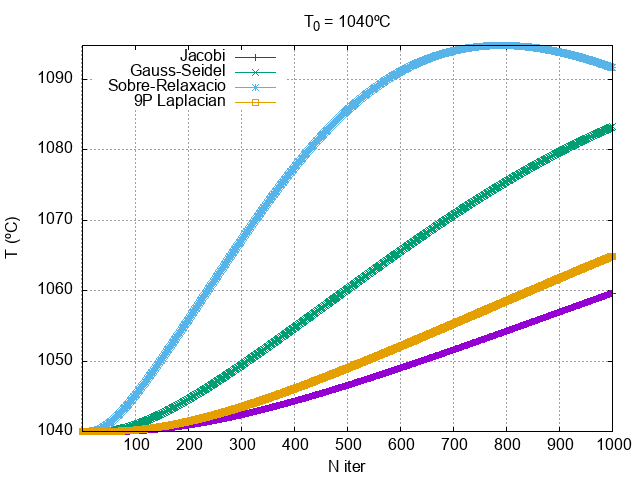 T0 = 1040ºC
Jacobi
Gauss-Seidel
Sobre-Relaxacio
9P Laplacian
T (ºC)
1090
1080
1070
1060
1050
1040
100 200 300 400 500 600 700 800 900 1000
N iter